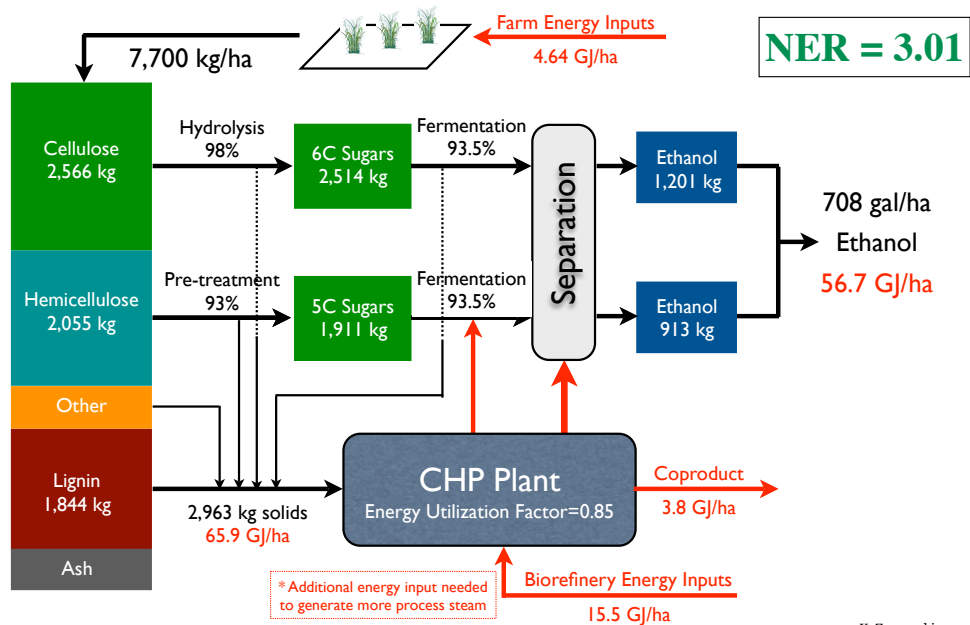 Farm Energy Inputs
4.64 GJ/ha
NER = 3.01
7,700 kg/ha
Cellulose
2,566 kg
Hydrolysis
98%
6C Sugars
2,514 kg
Fermentation
93.5%
Separation
Ethanol
1,201 kg
708 gal/ha
Ethanol
56.7 GJ/ha
Hemicellulose
2,055 kg
Pre-treatment
93%
5C Sugars
1,911 kg
Fermentation
93.5%
Ethanol
913 kg
Other
Lignin
1,844 kg
2,963 kg solids
65.9 GJ/ha
CHP Plant
Energy Utilization Factor=0.85
Coproduct
3.8 GJ/ha
Ash
* Additional energy input needed
to generate more process steam
Biorefinery Energy Inputs
15.5 GJ/ha